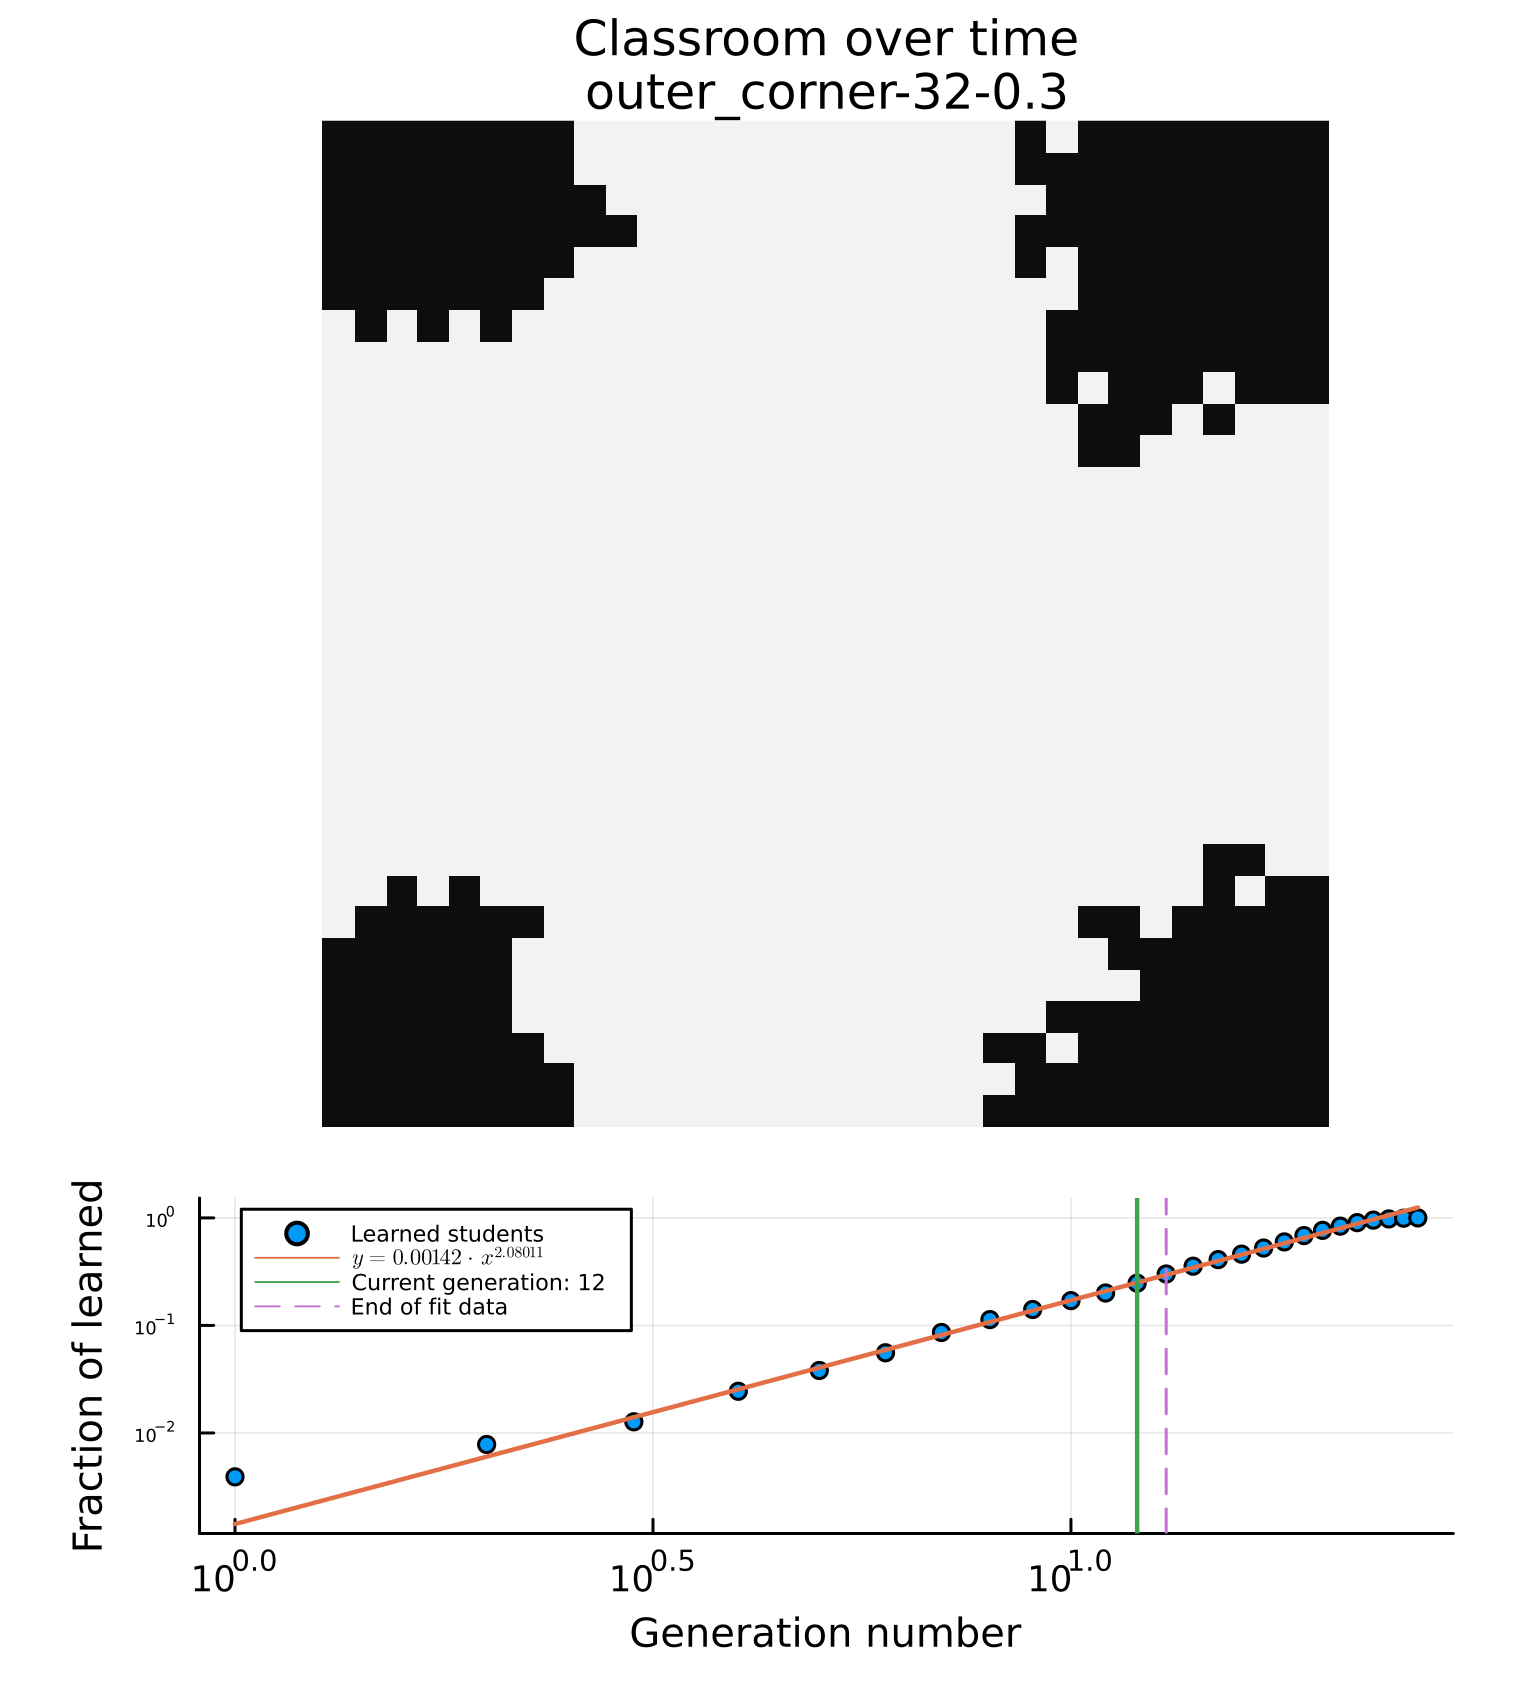 Classroom over time
outer_corner-32-0.3
Fraction of learned
10^0
10^−1
10^−2
Learned students
y = 0.00142 · x^2.08011
Current generation: 12
End of fit data
10^0.0 10^0.5 10^1.0
Generation number